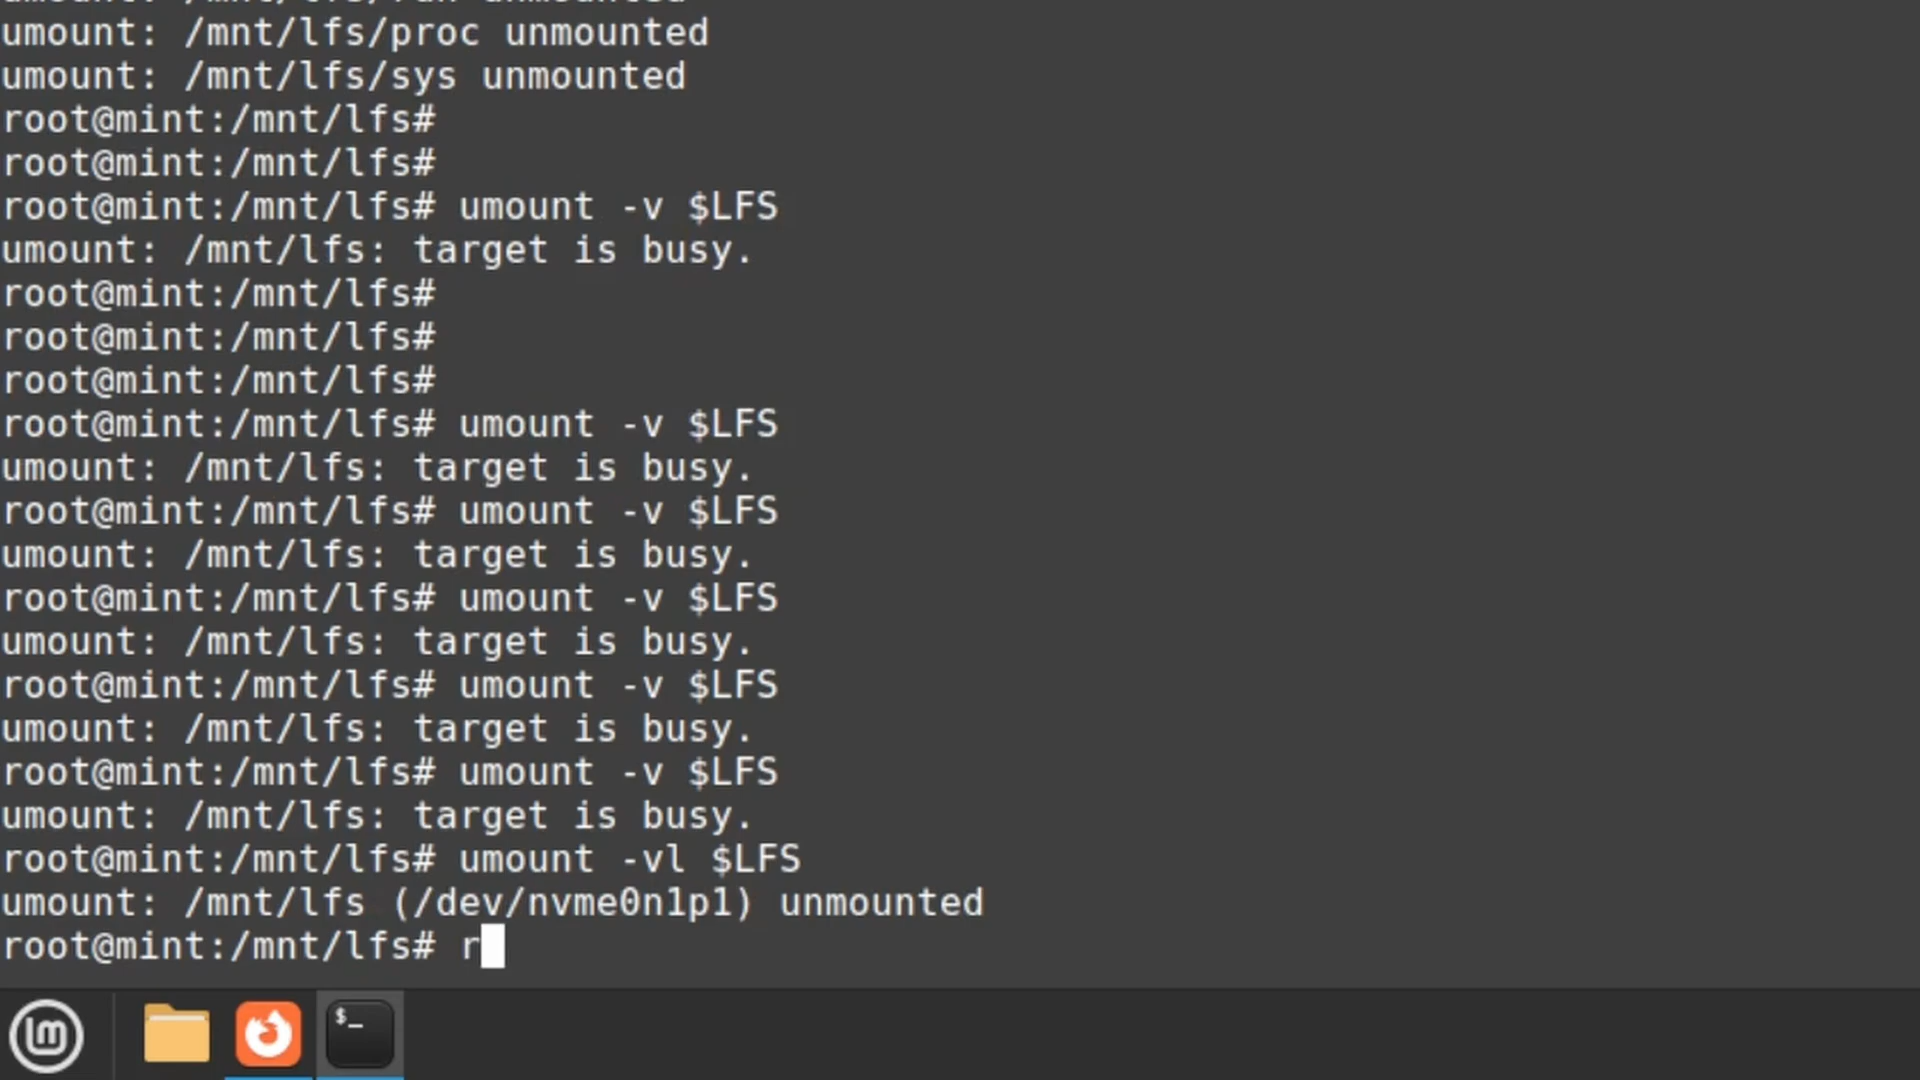 umount: /mnt/lfs/run unmounted
umount: /mnt/lfs/proc unmounted
umount: /mnt/lfs/sys unmounted
root@mint:/mnt/lfs#
root@mint:/mnt/lfs#
root@mint:/mnt/lfs# umount -v $LFS
umount: /mnt/lfs: target is busy.
root@mint:/mnt/lfs#
root@mint:/mnt/lfs#
root@mint:/mnt/lfs#
root@mint:/mnt/lfs# umount -v $LFS
umount: /mnt/lfs: target is busy.
root@mint:/mnt/lfs# umount -v $LFS
umount: /mnt/lfs: target is busy.
root@mint:/mnt/lfs# umount -v $LFS
umount: /mnt/lfs: target is busy.
root@mint:/mnt/lfs# umount -v $LFS
umount: /mnt/lfs: target is busy.
root@mint:/mnt/lfs# umount -v $LFS
umount: /mnt/lfs: target is busy.
root@mint:/mnt/lfs# umount -vl $LFS
umount: /mnt/lfs (/dev/nvme0n1p1) unmounted
root@mint:/mnt/lfs# r
lm
$_